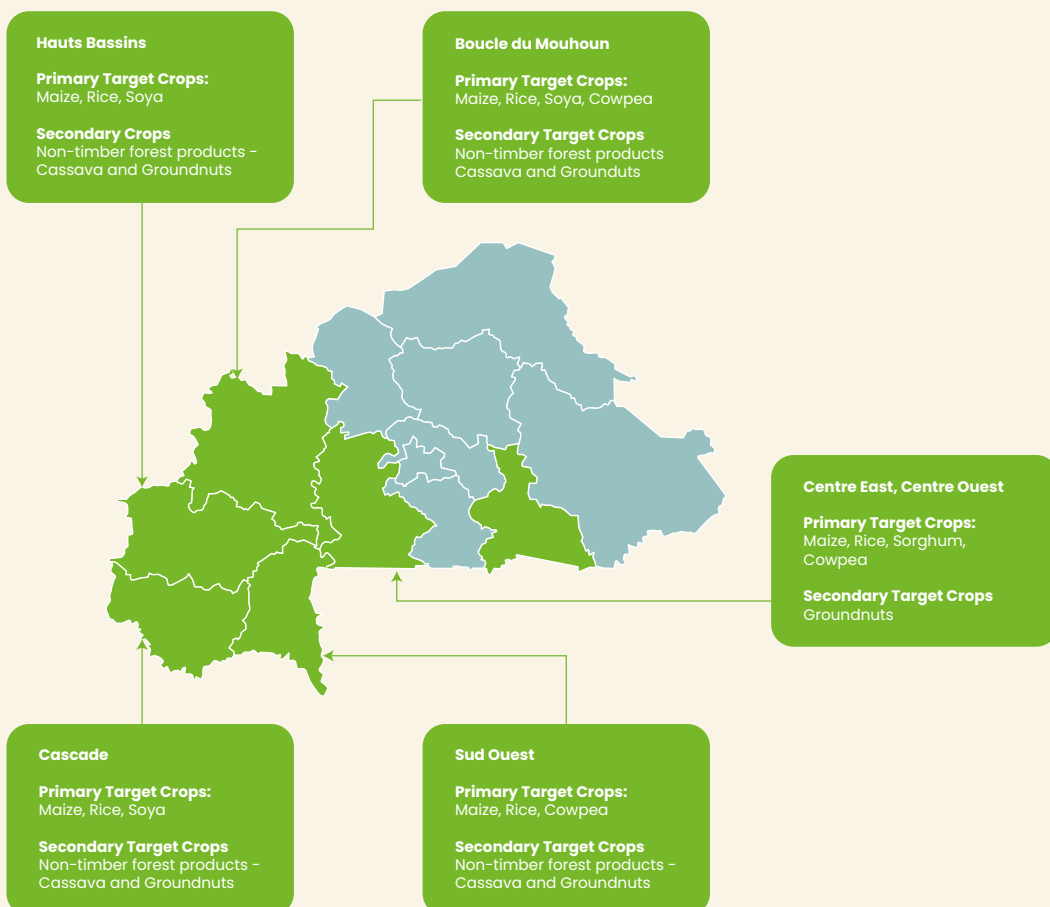 Hauts Bassins
Primary Target Crops:
Maize, Rice, Soya
Secondary Crops
Non-timber forest products -
Cassava and Groundnuts
Boucle du Mouhoun
Primary Target Crops:
Maize, Rice, Soya, Cowpea
Secondary Target Crops
Non-timber forest products
Cassava and Grounduts
Centre East, Centre Ouest
Primary Target Crops:
Maize, Rice, Sorghum,
Cowpea
Secondary Target Crops
Groundnuts
Cascade
Primary Target Crops:
Maize, Rice, Soya
Secondary Target Crops
Non-timber forest products -
Cassava and Groundnuts
Sud Ouest
Primary Target Crops:
Maize, Rice, Cowpea
Secondary Target Crops
Non-timber forest products -
Cassava and Groundnuts